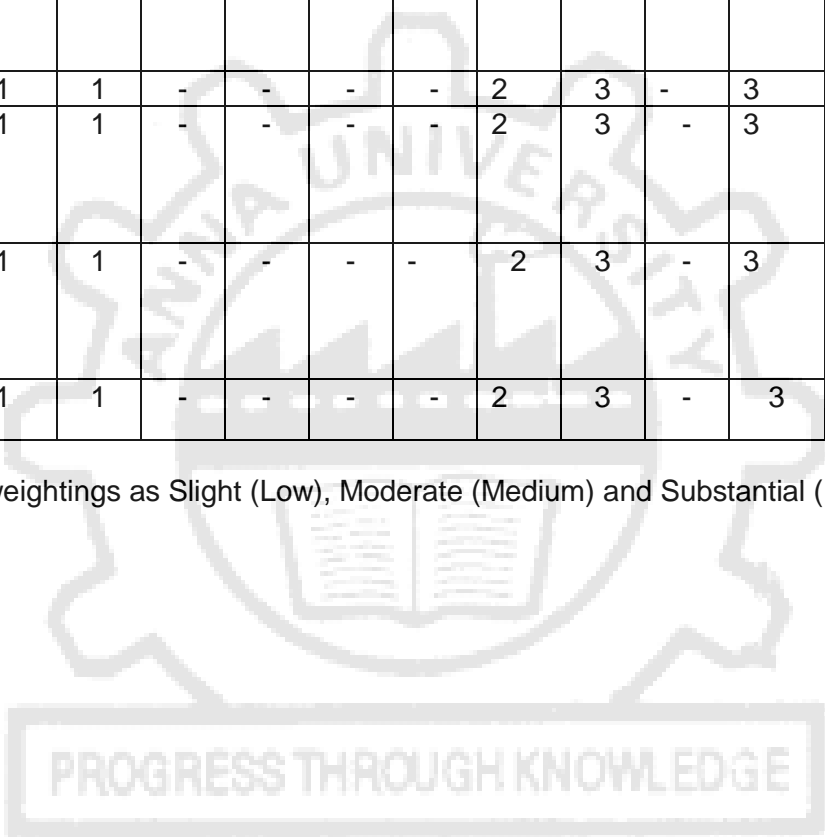 1 1 - - - - 2 3 - 3
1 1 - - - - 2 3 - 3
1 1 - - - - 2 3 - 3
1 1 - - - - 2 3 - 3
weightings as Slight (Low), Moderate (Medium) and Substantial (
ANNA UNIVERSITY
PROGRESS THROUGH KNOWLEDGE